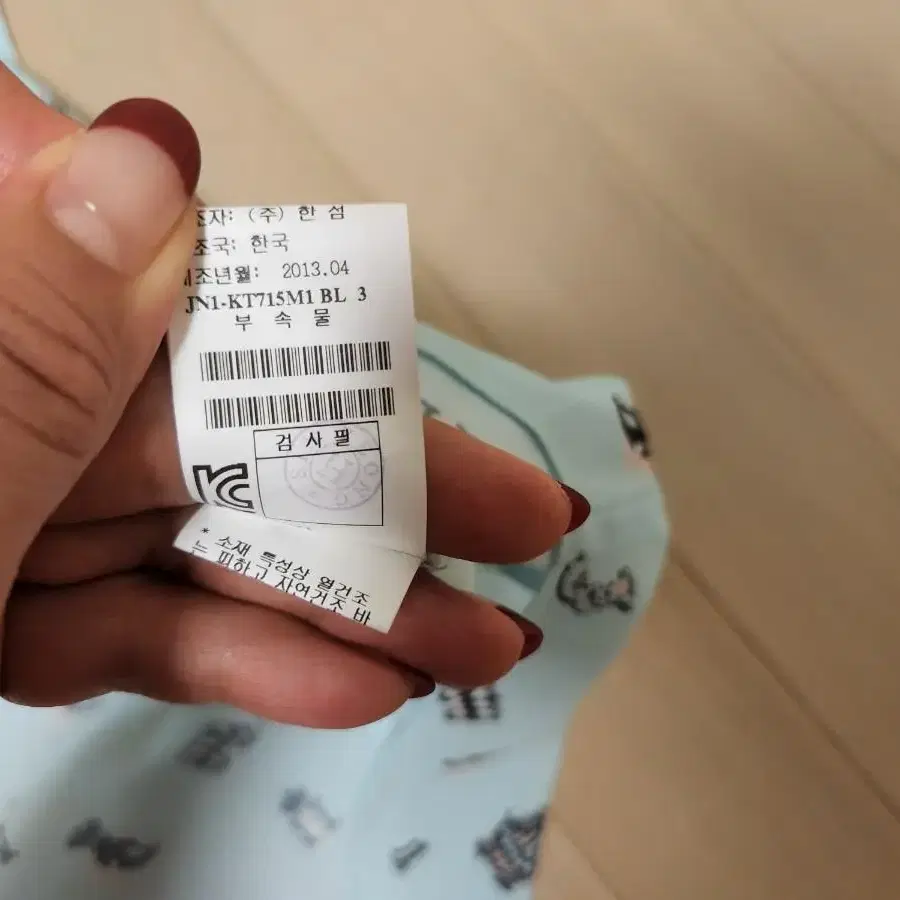 조자: (주) 한 섬
조국: 한국
제조년월: 2013.04
JN1-KT715M1 BL 3
부 속 물
검 사 필
* 소재 특성상 열건조
는 피하고 자연건조 바